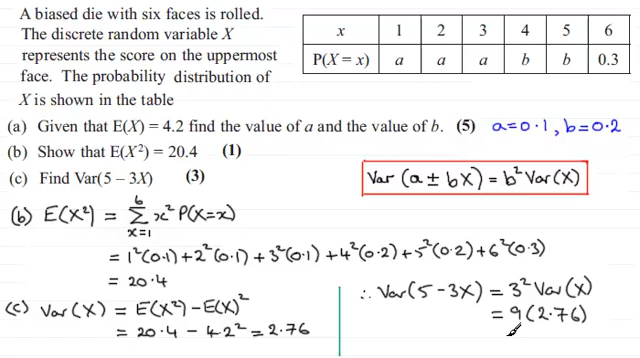 A biased die with six faces is rolled.
The discrete random variable X
represents the score on the uppermost
face. The probability distribution of
X is shown in the table
x 1 2 3 4 5 6
P(X = x) a a a b b 0.3
(a) Given that E(X) = 4.2 find the value of a and the value of b. (5) a=0.1, b=0.2
(b) Show that E(X²) = 20.4 (1)
(c) Find Var(5 – 3X) (3)
Var (a ± bX) = b² Var(X)
(b) E(X²) = 6 Σ x=1 x² P(X=x)
= 1²(0.1) + 2²(0.1) + 3²(0.1) + 4²(0.2) + 5²(0.2) + 6²(0.3)
= 20.4
(c) Var(X) = E(X²) – E(X)²
= 20.4 – 4.2² = 2.76
∴ Var(5 – 3X) = 3² Var(X)
= 9(2.76)